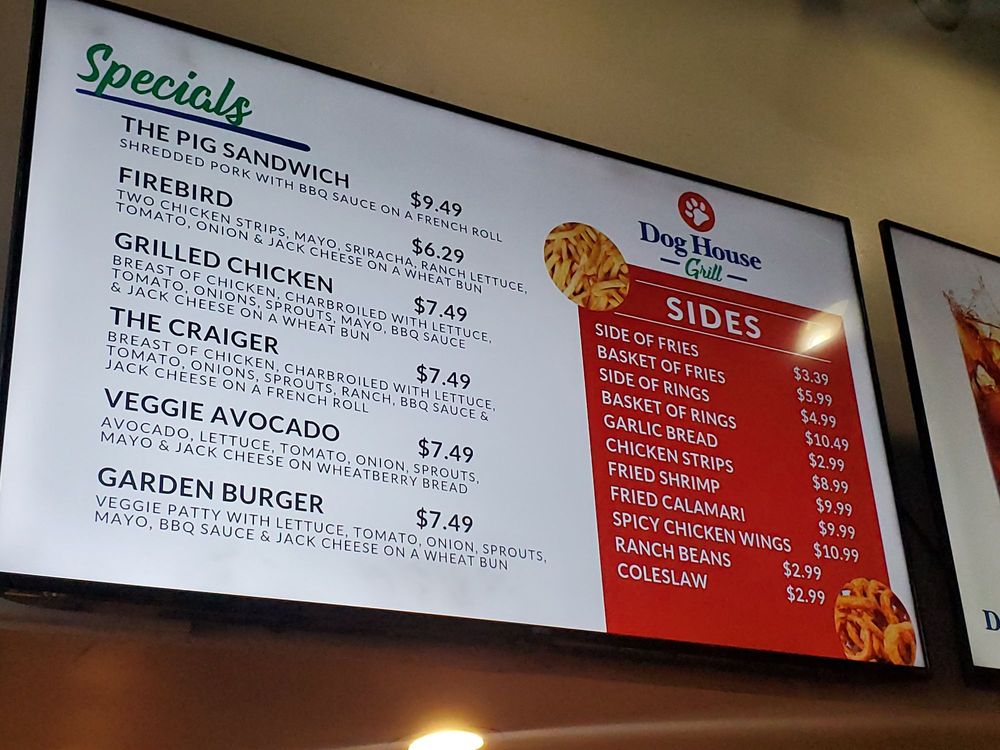 Specials
THE PIG SANDWICH $9.49
SHREDDED PORK WITH BBQ SAUCE ON A FRENCH ROLL
FIREBIRD $6.29
TWO CHICKEN STRIPS, MAYO, SRIRACHA, RANCH LETTUCE,
TOMATO, ONION & JACK CHEESE ON A WHEAT BUN
GRILLED CHICKEN $7.49
BREAST OF CHICKEN, CHARBROILED WITH LETTUCE,
TOMATO, ONIONS, SPROUTS, MAYO, BBQ SAUCE
& JACK CHEESE ON A WHEAT BUN
THE CRAIGER $7.49
BREAST OF CHICKEN, CHARBROILED WITH LETTUCE,
TOMATO, ONIONS, SPROUTS, RANCH, BBQ SAUCE &
JACK CHEESE ON A FRENCH ROLL
VEGGIE AVOCADO $7.49
AVOCADO, LETTUCE, TOMATO, ONION, SPROUTS,
MAYO & JACK CHEESE ON WHEATBERRY BREAD
GARDEN BURGER $7.49
VEGGIE PATTY WITH LETTUCE, TOMATO, ONION, SPROUTS,
MAYO, BBQ SAUCE & JACK CHEESE ON A WHEAT BUN
Dog House
Grill
SIDES
SIDE OF FRIES $3.39
BASKET OF FRIES $5.99
SIDE OF RINGS $4.99
BASKET OF RINGS $10.49
GARLIC BREAD $2.99
CHICKEN STRIPS $8.99
FRIED SHRIMP $9.99
FRIED CALAMARI $9.99
SPICY CHICKEN WINGS $10.99
RANCH BEANS $2.99
COLESLAW $2.99